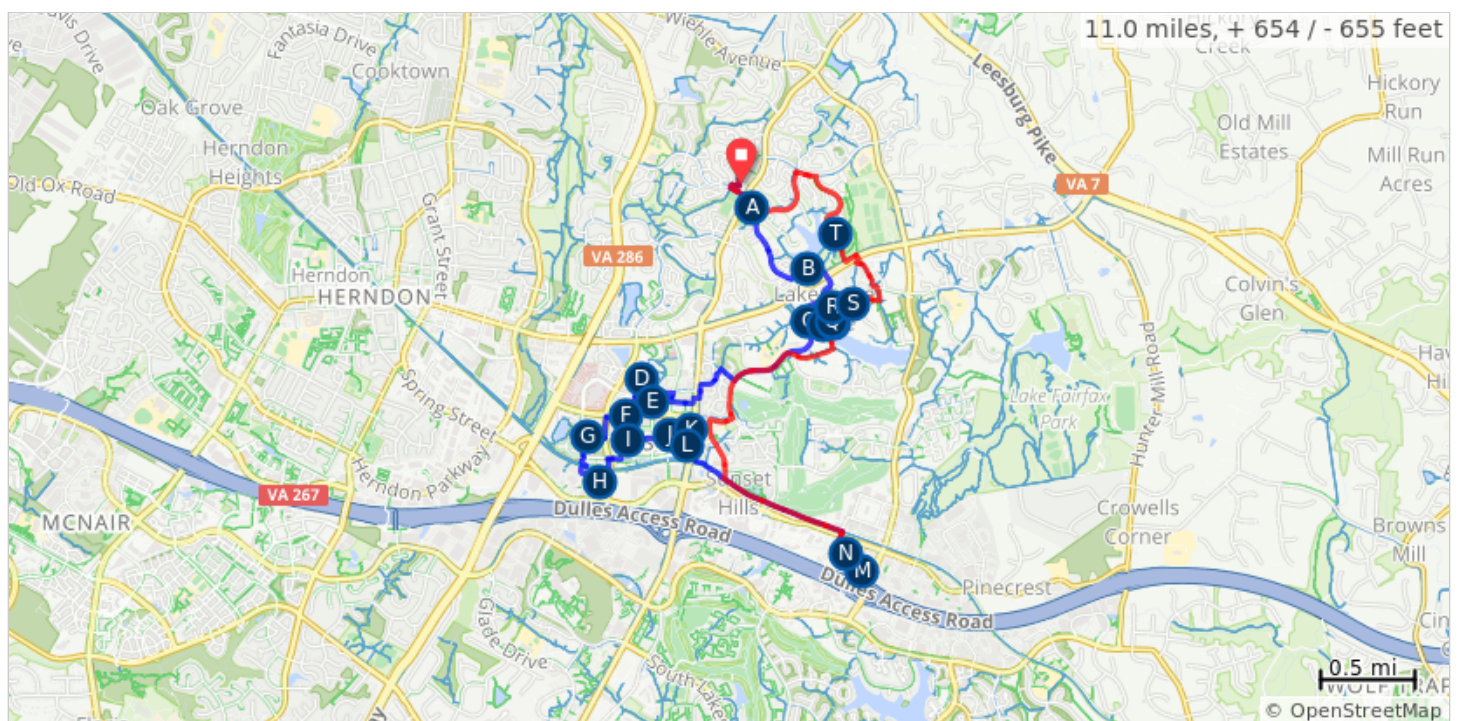 11.0 miles, + 654 / - 655 feet
Wiehle Avenue
Fantasia Drive
Creek
Cooktown
Leesburg Pike
Hickory
Run
Oak Grove
Old Mill
Estates
Herndon
Heights
Mill Run
Acres
Old Ox Road
VA 7
A
Grant Street
T
VA 286
B
Herndon
HERNDON
Lake
R
S
Colvin's
Glen
Q
D
E
Spring Street
F
Lake Fairfax
Park
Hunter Mill Road
G
I
J
K
L
H
Sunset
Hills
Herndon Parkway
VA 267
MCNAIR
Dulles Access Road
Crowells
Corner
Browns
Mill
N
M
Dulles Access Road
Pinecrest
Glade Drive
South Lake
0.5 mi
© OpenStreetMap